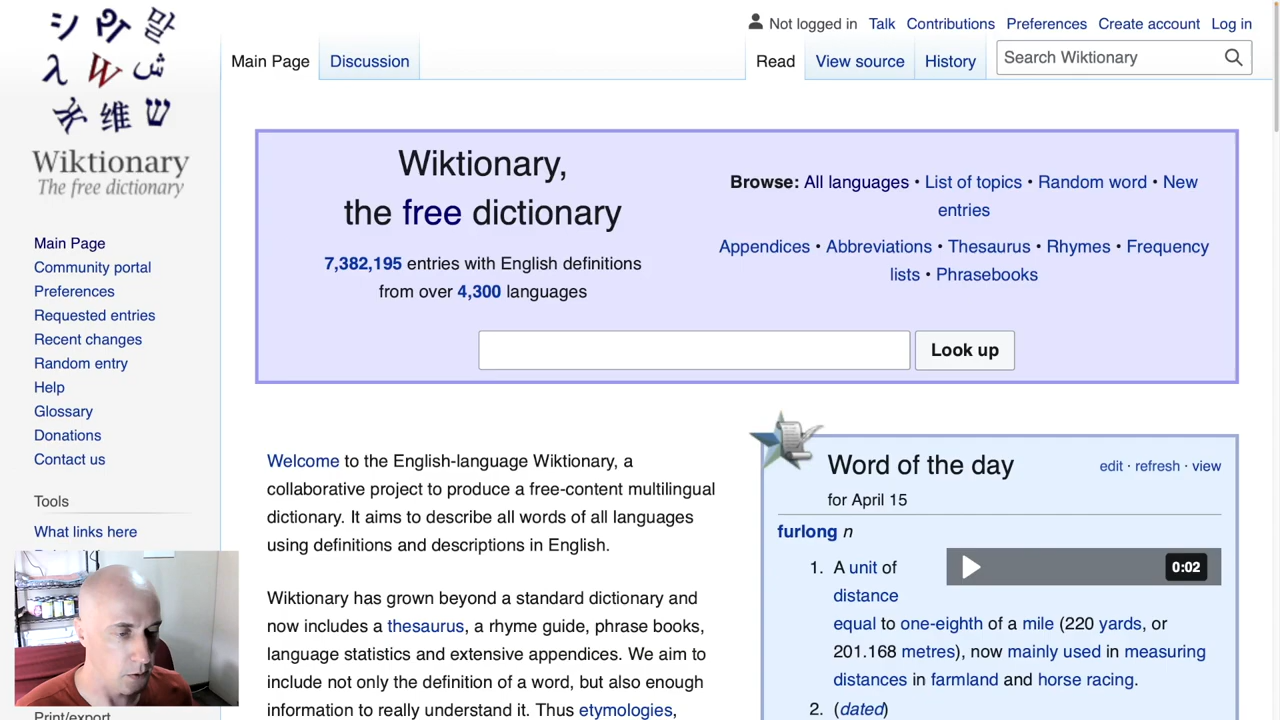 シ क़ि 말
λ W ش
维 ש
Wiktionary
The free dictionary
Not logged in Talk Contributions Preferences Create account Log in
Main Page Discussion Read View source History Search Wiktionary
Wiktionary,
the free dictionary
7,382,195 entries with English definitions
from over 4,300 languages
Browse: All languages • List of topics • Random word • New
entries
Appendices • Abbreviations • Thesaurus • Rhymes • Frequency
lists • Phrasebooks
Look up
Main Page
Community portal
Preferences
Requested entries
Recent changes
Random entry
Help
Glossary
Donations
Contact us
Tools
What links here
Print/export
Welcome to the English-language Wiktionary, a
collaborative project to produce a free-content multilingual
dictionary. It aims to describe all words of all languages
using definitions and descriptions in English.
Wiktionary has grown beyond a standard dictionary and
now includes a thesaurus, a rhyme guide, phrase books,
language statistics and extensive appendices. We aim to
include not only the definition of a word, but also enough
information to really understand it. Thus etymologies,
Word of the day
edit · refresh · view
for April 15
furlong n
1. A unit of
distance
0:02
equal to one-eighth of a mile (220 yards, or
201.168 metres), now mainly used in measuring
distances in farmland and horse racing.
2. (dated)